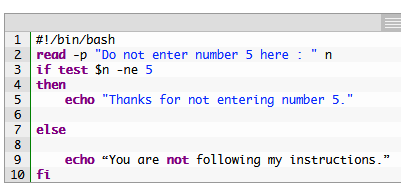 1 #!/bin/bash
2 read -p "Do not enter number 5 here : " n
3 if test $n -ne 5
4 then
5     echo "Thanks for not entering number 5."
6
7 else
8
9     echo “You are not following my instructions.”
10 fi